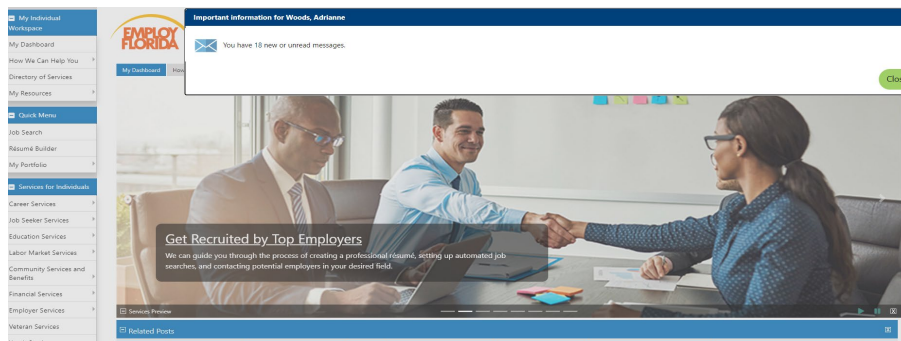 My Individual
Workspace
My Dashboard
How We Can Help You
Directory of Services
My Resources
Quick Menu
Job Search
Résumé Builder
My Portfolio
Services for Individuals
Career Services
Job Seeker Services
Education Services
Labor Market Services
Community Services and
Benefits
Financial Services
Employer Services
Veteran Services
EMPLOY
FLORIDA
Important information for Woods, Adrianne
You have 18 new or unread messages.
Clos
My Dashboard How
Get Recruited by Top Employers
We can guide you through the process of creating a professional résumé, setting up automated job
searches, and contacting potential employers in your desired field.
Services Preview
Related Posts